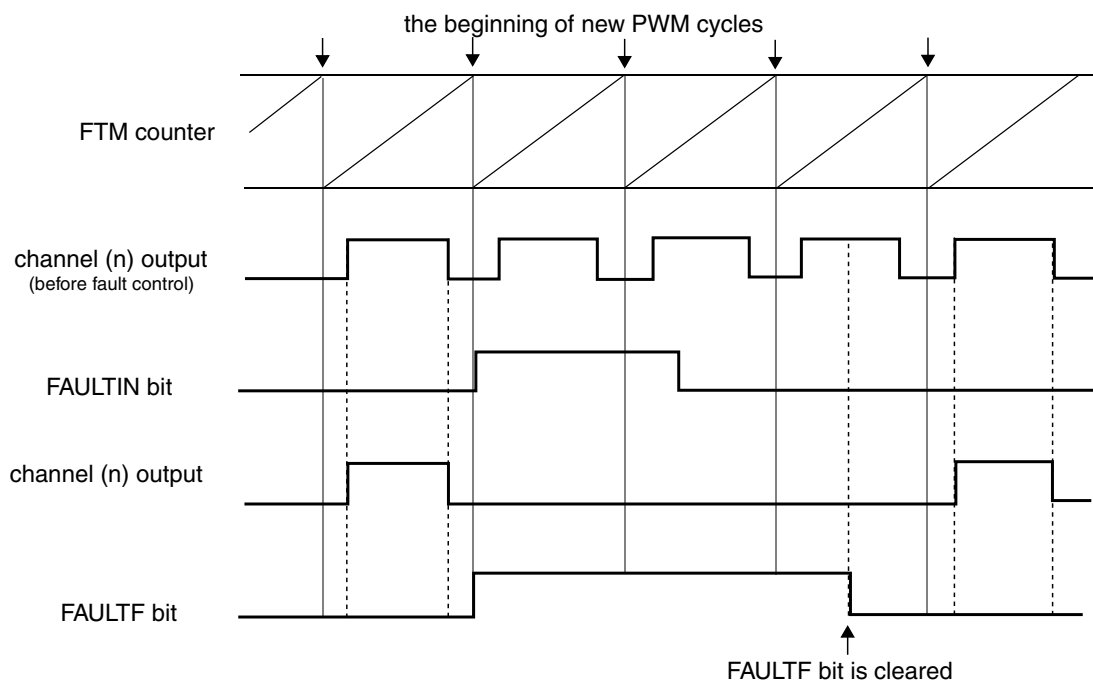 the beginning of new PWM cycles
FTM counter
channel (n) output
(before fault control)
FAULTIN bit
channel (n) output
FAULTF bit
FAULTF bit is cleared